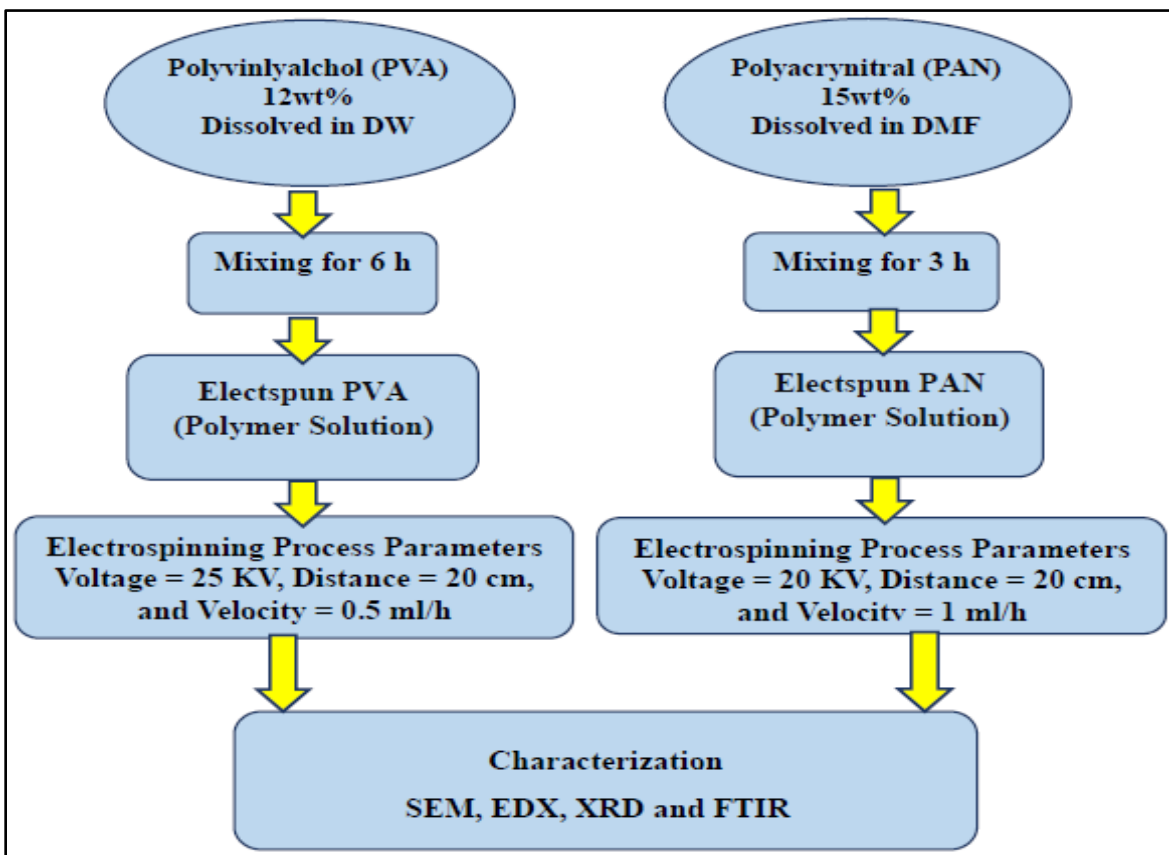 Polyvinlyalchol (PVA)
12wt%
Dissolved in DW
Polyacrynitral (PAN)
15wt%
Dissolved in DMF
Mixing for 6 h
Mixing for 3 h
Electspun PVA
(Polymer Solution)
Electspun PAN
(Polymer Solution)
Electrospinning Process Parameters
Voltage = 25 KV, Distance = 20 cm,
and Velocity = 0.5 ml/h
Electrospinning Process Parameters
Voltage = 20 KV, Distance = 20 cm,
and Velocity = 1 ml/h
Characterization
SEM, EDX, XRD and FTIR